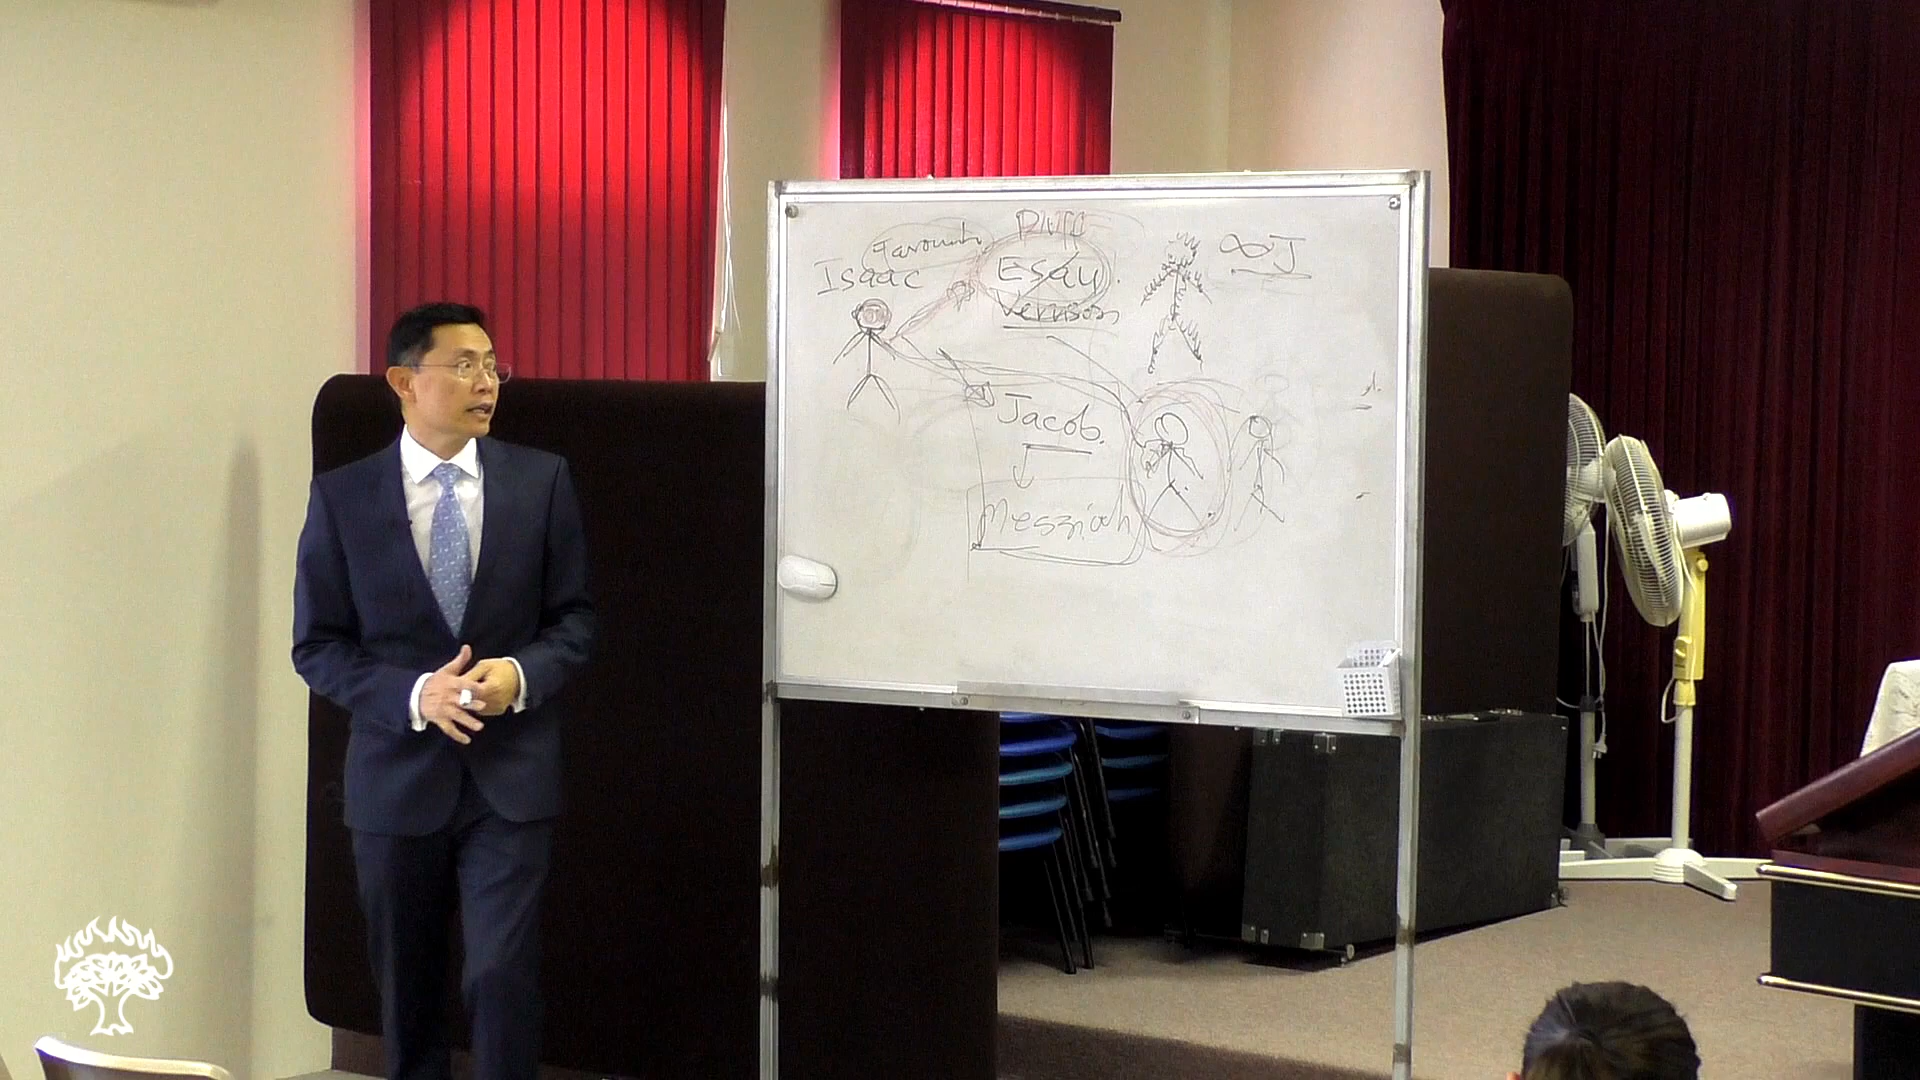 Isaac
Esau
Venison
∞J
Jacob
Messiah